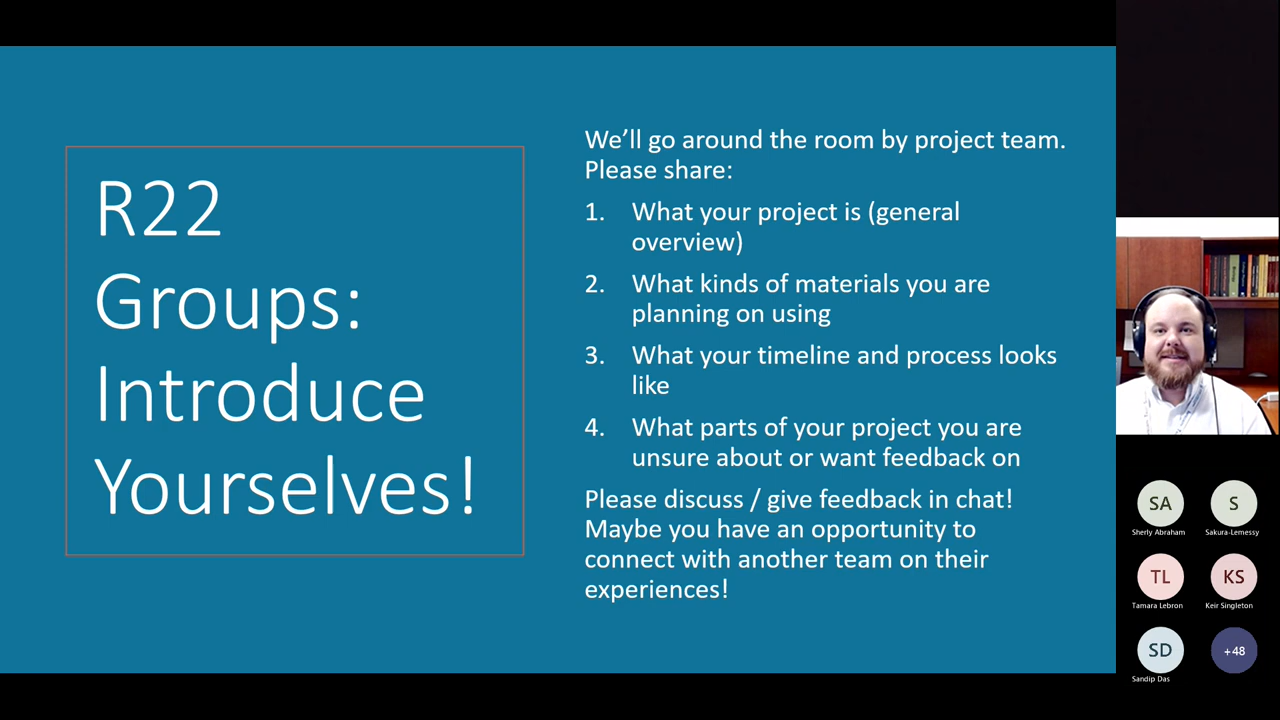 R22
Groups:
Introduce
Yourselves!
We'll go around the room by project team.
Please share:
1. What your project is (general
overview)
2. What kinds of materials you are
planning on using
3. What your timeline and process looks
like
4. What parts of your project you are
unsure about or want feedback on
Please discuss / give feedback in chat!
Maybe you have an opportunity to
connect with another team on their
experiences!
SA
S
Sherly Abraham
Sakura-Lemessy
TL
KS
Tamara Lebron
Keir Singleton
SD
+48
Sandip Das